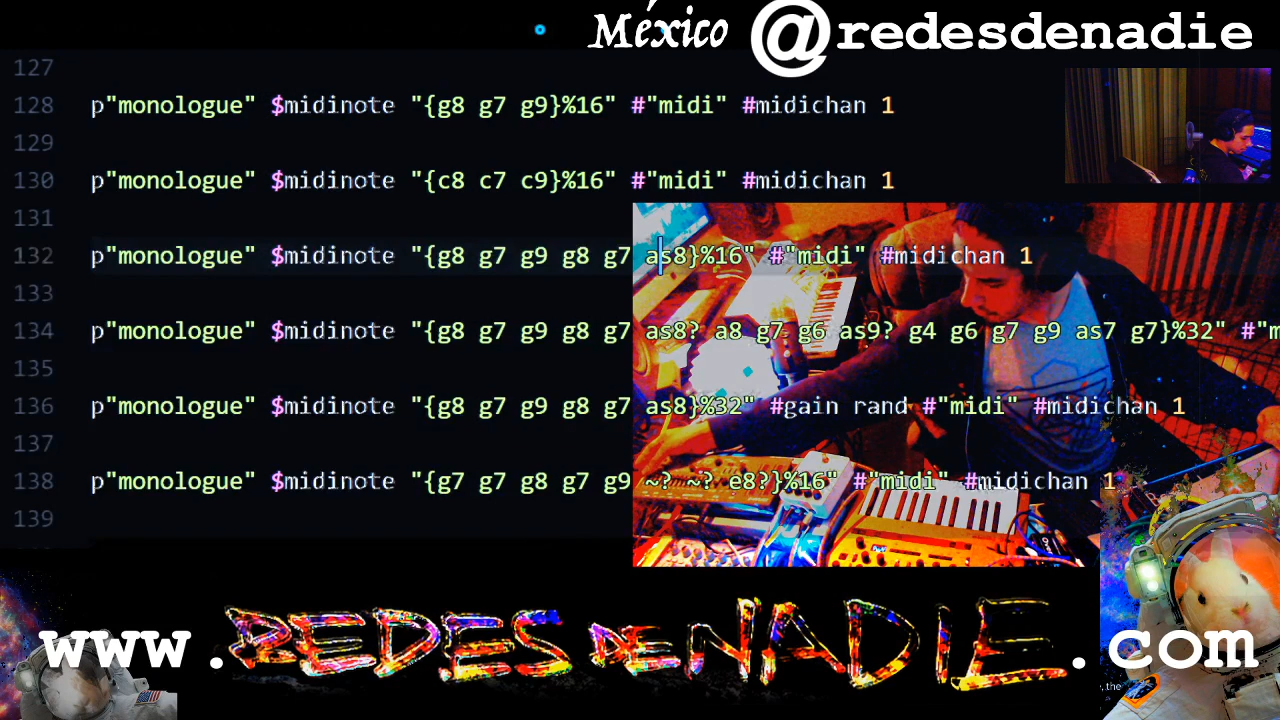 México @redesdenadie
127
128 p"monologue" $midinote "{g8 g7 g9}%16" #"midi" #midichan 1
129
130 p"monologue" $midinote "{c8 c7 c9}%16" #"midi" #midichan 1
131
132 p"monologue" $midinote "{g8 g7 g9 g8 g7 as8}%16" #"midi" #midichan 1
133
134 p"monologue" $midinote "{g8 g7 g9 g8 g7 as8? a8 g7 g6 as9? g4 g6 g7 g9 as7 g7}%32" #"m
135
136 p"monologue" $midinote "{g8 g7 g9 g8 g7 as8}%32" #gain rand #"midi" #midichan 1
137
138 p"monologue" $midinote "{g7 g7 g8 g7 g9 ~? ~? e8?}%16" #"midi" #midichan 1
139
www.REDES DE NADIE.com
, the